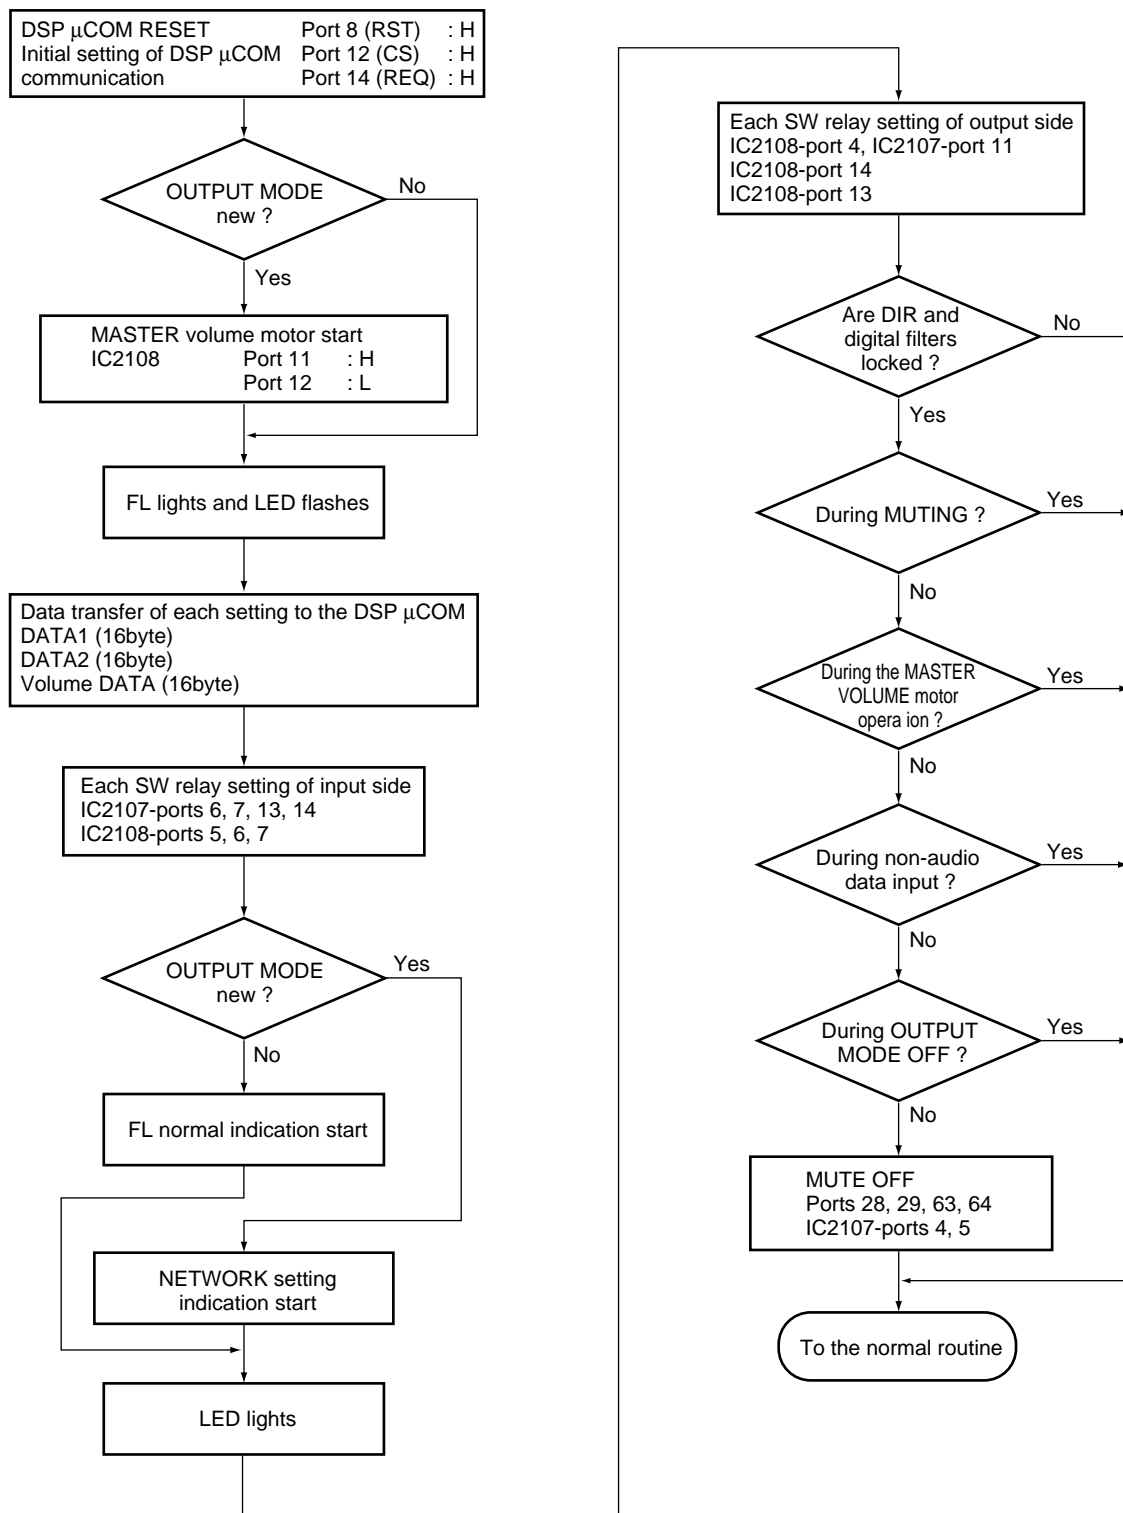 DSP µCOM RESET Port 8 (RST) : H
Initial setting of DSP µCOM Port 12 (CS) : H
communication Port 14 (REQ) : H
OUTPUT MODE
new ?
No
Yes
MASTER volume motor start
IC2108 Port 11 : H
Port 12 : L
FL lights and LED flashes
Data transfer of each setting to the DSP µCOM
DATA1 (16byte)
DATA2 (16byte)
Volume DATA (16byte)
Each SW relay setting of input side
IC2107-ports 6, 7, 13, 14
IC2108-ports 5, 6, 7
OUTPUT MODE
new ?
Yes
No
FL normal indication start
NETWORK setting
indication start
LED lights
Each SW relay setting of output side
IC2108-port 4, IC2107-port 11
IC2108-port 14
IC2108-port 13
Are DIR and
digital filters
locked ?
No
Yes
During MUTING ?
Yes
No
During the MASTER
VOLUME motor
opera ion ?
Yes
No
During non-audio
data input ?
Yes
No
During OUTPUT
MODE OFF ?
Yes
No
MUTE OFF
Ports 28, 29, 63, 64
IC2107-ports 4, 5
To the normal routine